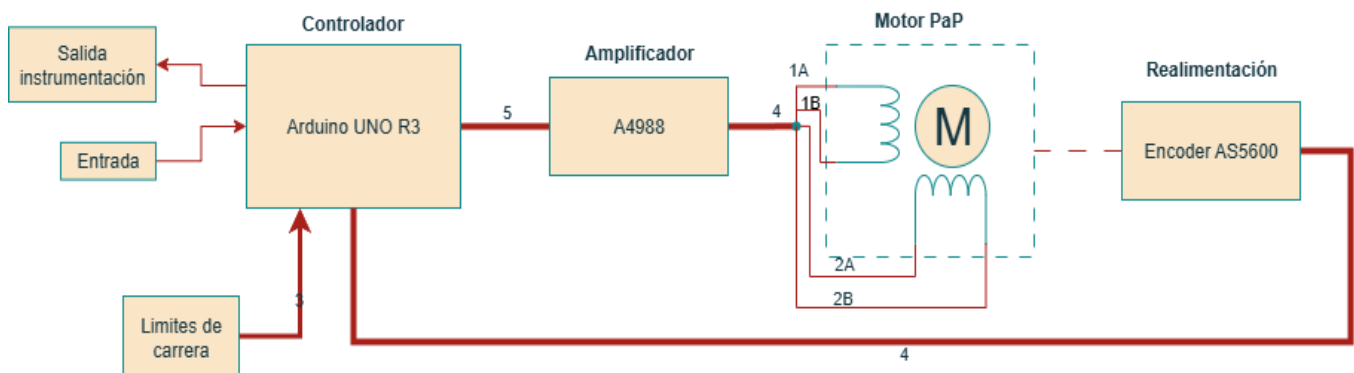 Controlador
Motor PaP
Amplificador
Realimentación
Salida
instrumentación
Arduino UNO R3
5
A4988
4
1A
1B
M
Encoder AS5600
Entrada
2A
2B
3
Limites de
carrera
4